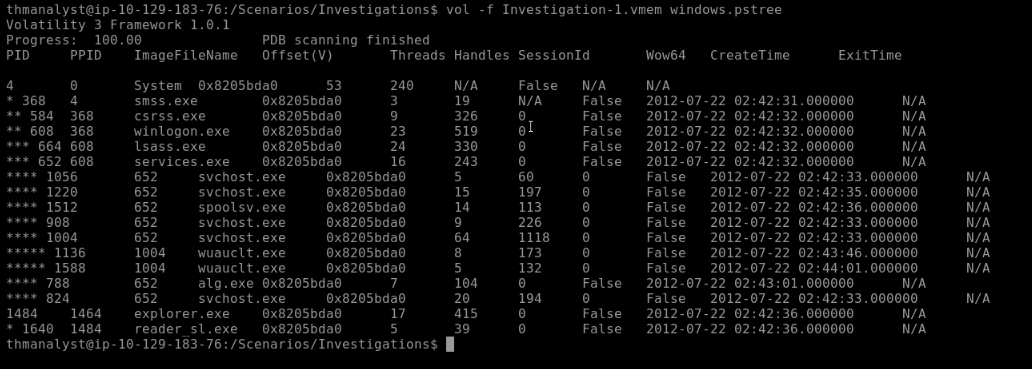 thmanalyst@ip-10-129-183-76:/Scenarios/Investigations$ vol -f Investigation-1.vmem windows.pstree
Volatility 3 Framework 1.0.1
Progress:  100.00               PDB scanning finished
PID     PPID    ImageFileName   Offset(V)       Threads Handles SessionId       Wow64   CreateTime      ExitTime
4       0       System  0x8205bda0      53      240     N/A     False   N/A     N/A
* 368   4       smss.exe        0x8205bda0      3       19      N/A     False   2012-07-22 02:42:31.000000      N/A
** 584  368     csrss.exe       0x8205bda0      9       326     0       False   2012-07-22 02:42:32.000000      N/A
** 608  368     winlogon.exe    0x8205bda0      23      519     0       False   2012-07-22 02:42:32.000000      N/A
*** 664 608     lsass.exe       0x8205bda0      24      330     0       False   2012-07-22 02:42:32.000000      N/A
*** 652 608     services.exe    0x8205bda0      16      243     0       False   2012-07-22 02:42:32.000000      N/A
**** 1056       652     svchost.exe     0x8205bda0      5       60      0       False   2012-07-22 02:42:33.000000      N/A
**** 1220       652     svchost.exe     0x8205bda0      15      197     0       False   2012-07-22 02:42:35.000000      N/A
**** 1512       652     spoolsv.exe     0x8205bda0      14      113     0       False   2012-07-22 02:42:36.000000      N/A
**** 908        652     svchost.exe     0x8205bda0      9       226     0       False   2012-07-22 02:42:33.000000      N/A
**** 1004       652     svchost.exe     0x8205bda0      64      1118    0       False   2012-07-22 02:42:33.000000      N/A
***** 1136      1004    wuauclt.exe     0x8205bda0      8       173     0       False   2012-07-22 02:43:46.000000      N/A
***** 1588      1004    wuauclt.exe     0x8205bda0      5       132     0       False   2012-07-22 02:44:01.000000      N/A
**** 788        652     alg.exe 0x8205bda0      7       104     0       False   2012-07-22 02:43:01.000000      N/A
**** 824        652     svchost.exe     0x8205bda0      20      194     0       False   2012-07-22 02:42:33.000000      N/A
1484    1464    explorer.exe    0x8205bda0      17      415     0       False   2012-07-22 02:42:36.000000      N/A
* 1640  1484    reader_sl.exe   0x8205bda0      5       39      0       False   2012-07-22 02:42:36.000000      N/A
thmanalyst@ip-10-129-183-76:/Scenarios/Investigations$